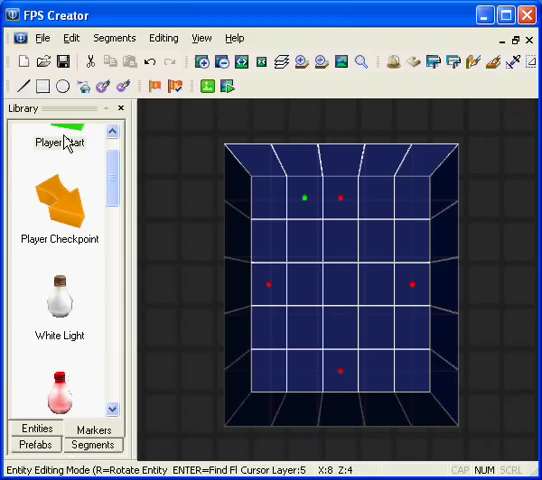 FPS Creator
File Edit Segments Editing View Help
Library
Player Start
Player Checkpoint
White Light
Entities Markers
Prefabs Segments
Entity Editing Mode (R=Rotate Entity ENTER=Find Fl Cursor Layer:5 X:8 Z:4 CAP NUM SCRL